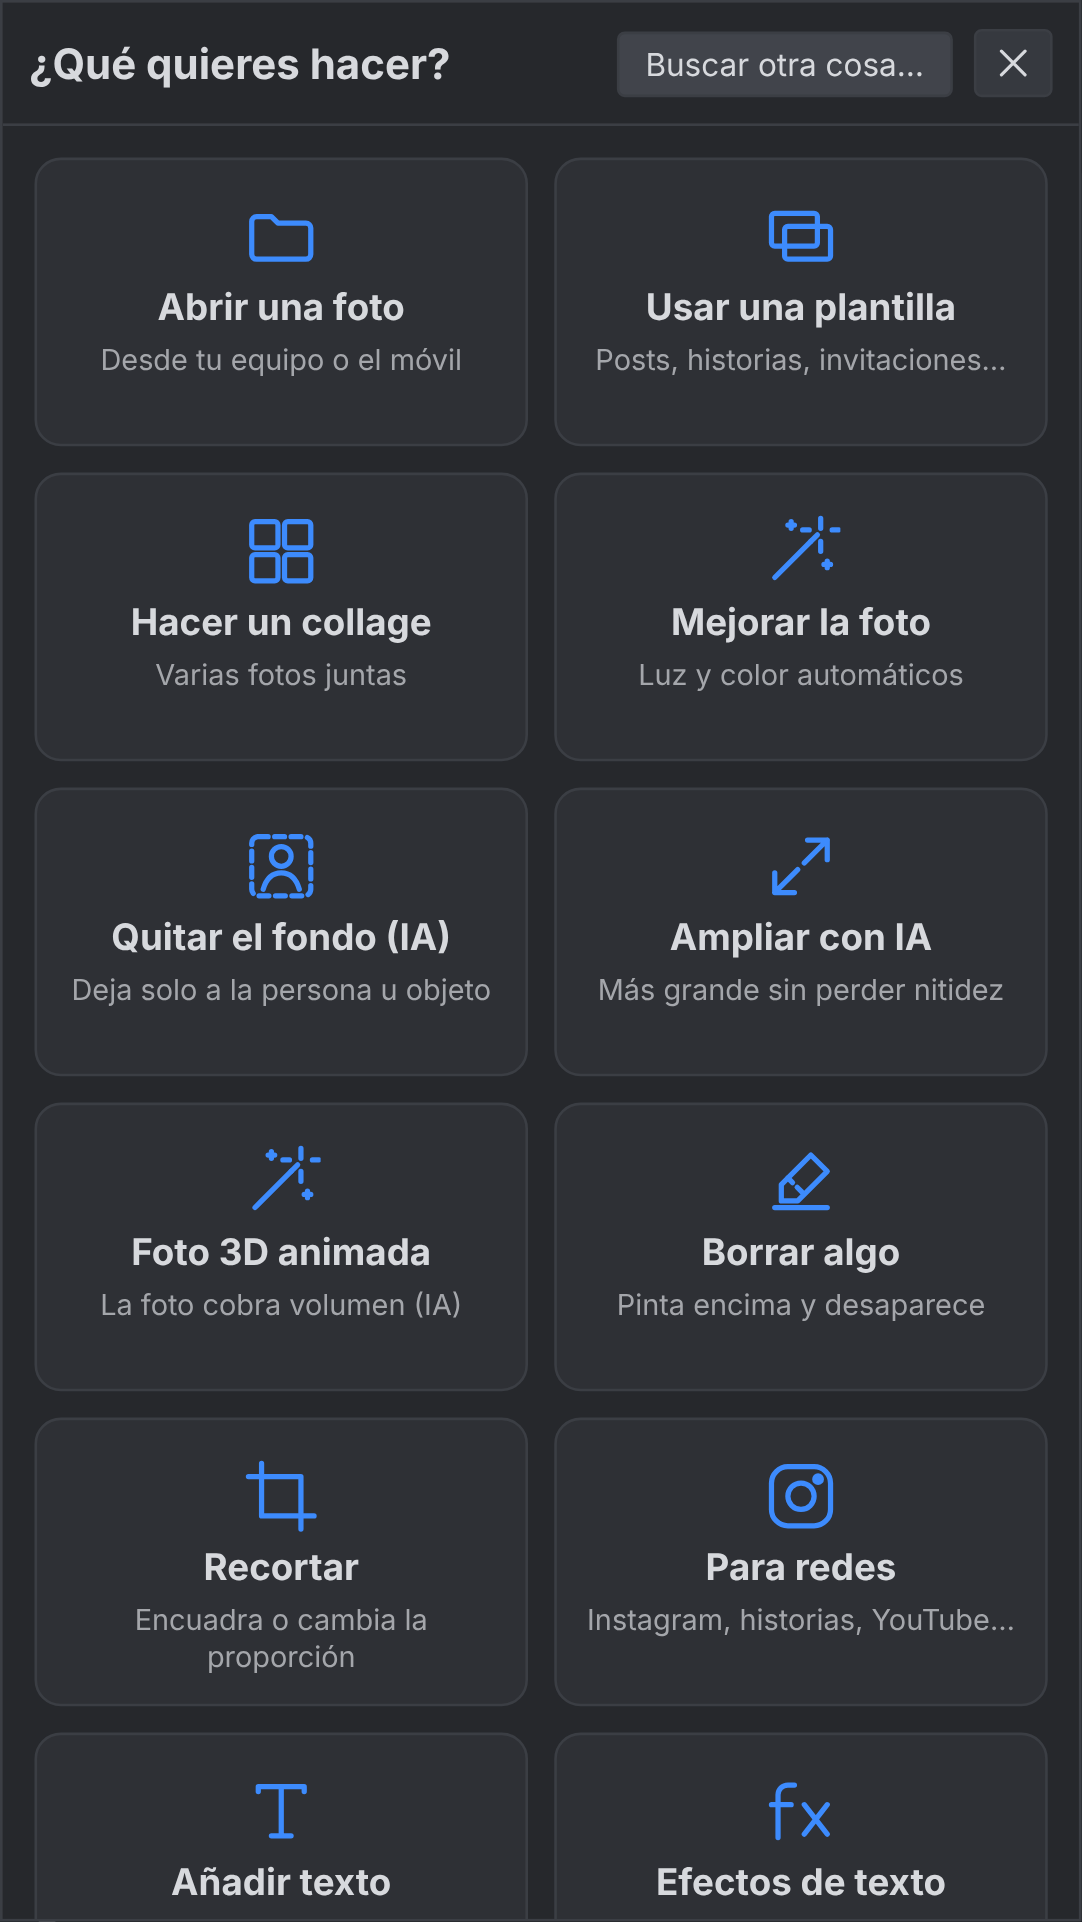 ¿Qué quieres hacer?
Buscar otra cosa...
Abrir una foto
Desde tu equipo o el móvil
Usar una plantilla
Posts, historias, invitaciones...
Hacer un collage
Varias fotos juntas
Mejorar la foto
Luz y color automáticos
Quitar el fondo (IA)
Deja solo a la persona u objeto
Ampliar con IA
Más grande sin perder nitidez
Foto 3D animada
La foto cobra volumen (IA)
Borrar algo
Pinta encima y desaparece
Recortar
Encuadra o cambia la
proporción
Para redes
Instagram, historias, YouTube...
Añadir texto
Efectos de texto